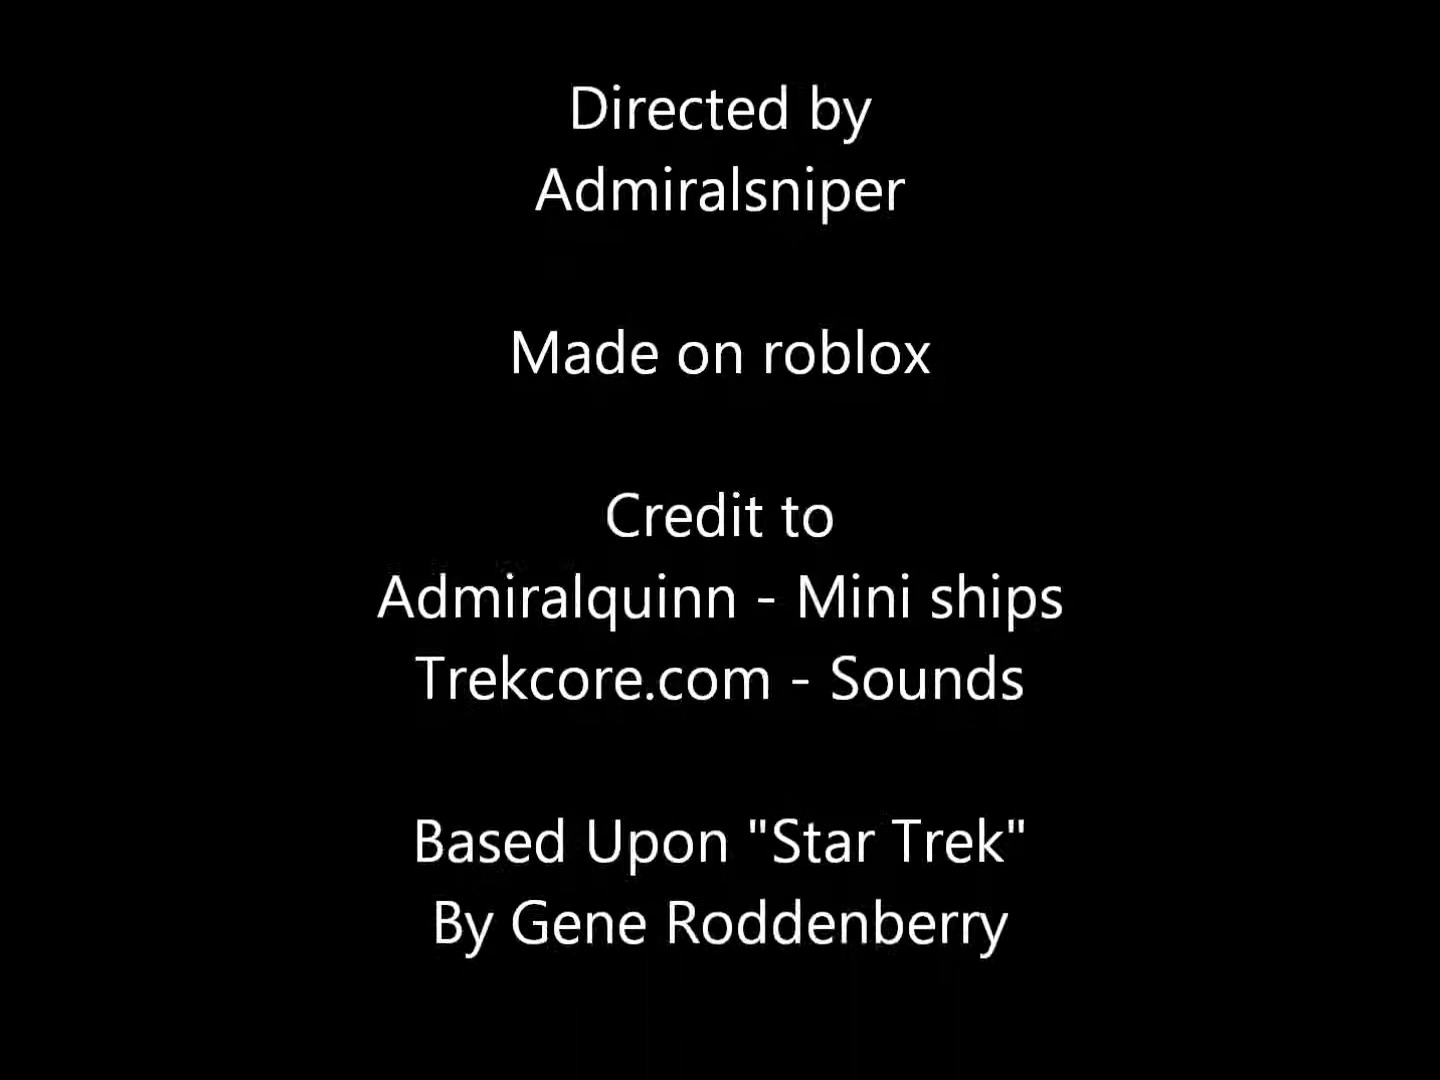 Directed by
Admiralsniper
Made on roblox
Credit to
Admiralquinn - Mini ships
Trekcore.com - Sounds
Based Upon "Star Trek"
By Gene Roddenberry